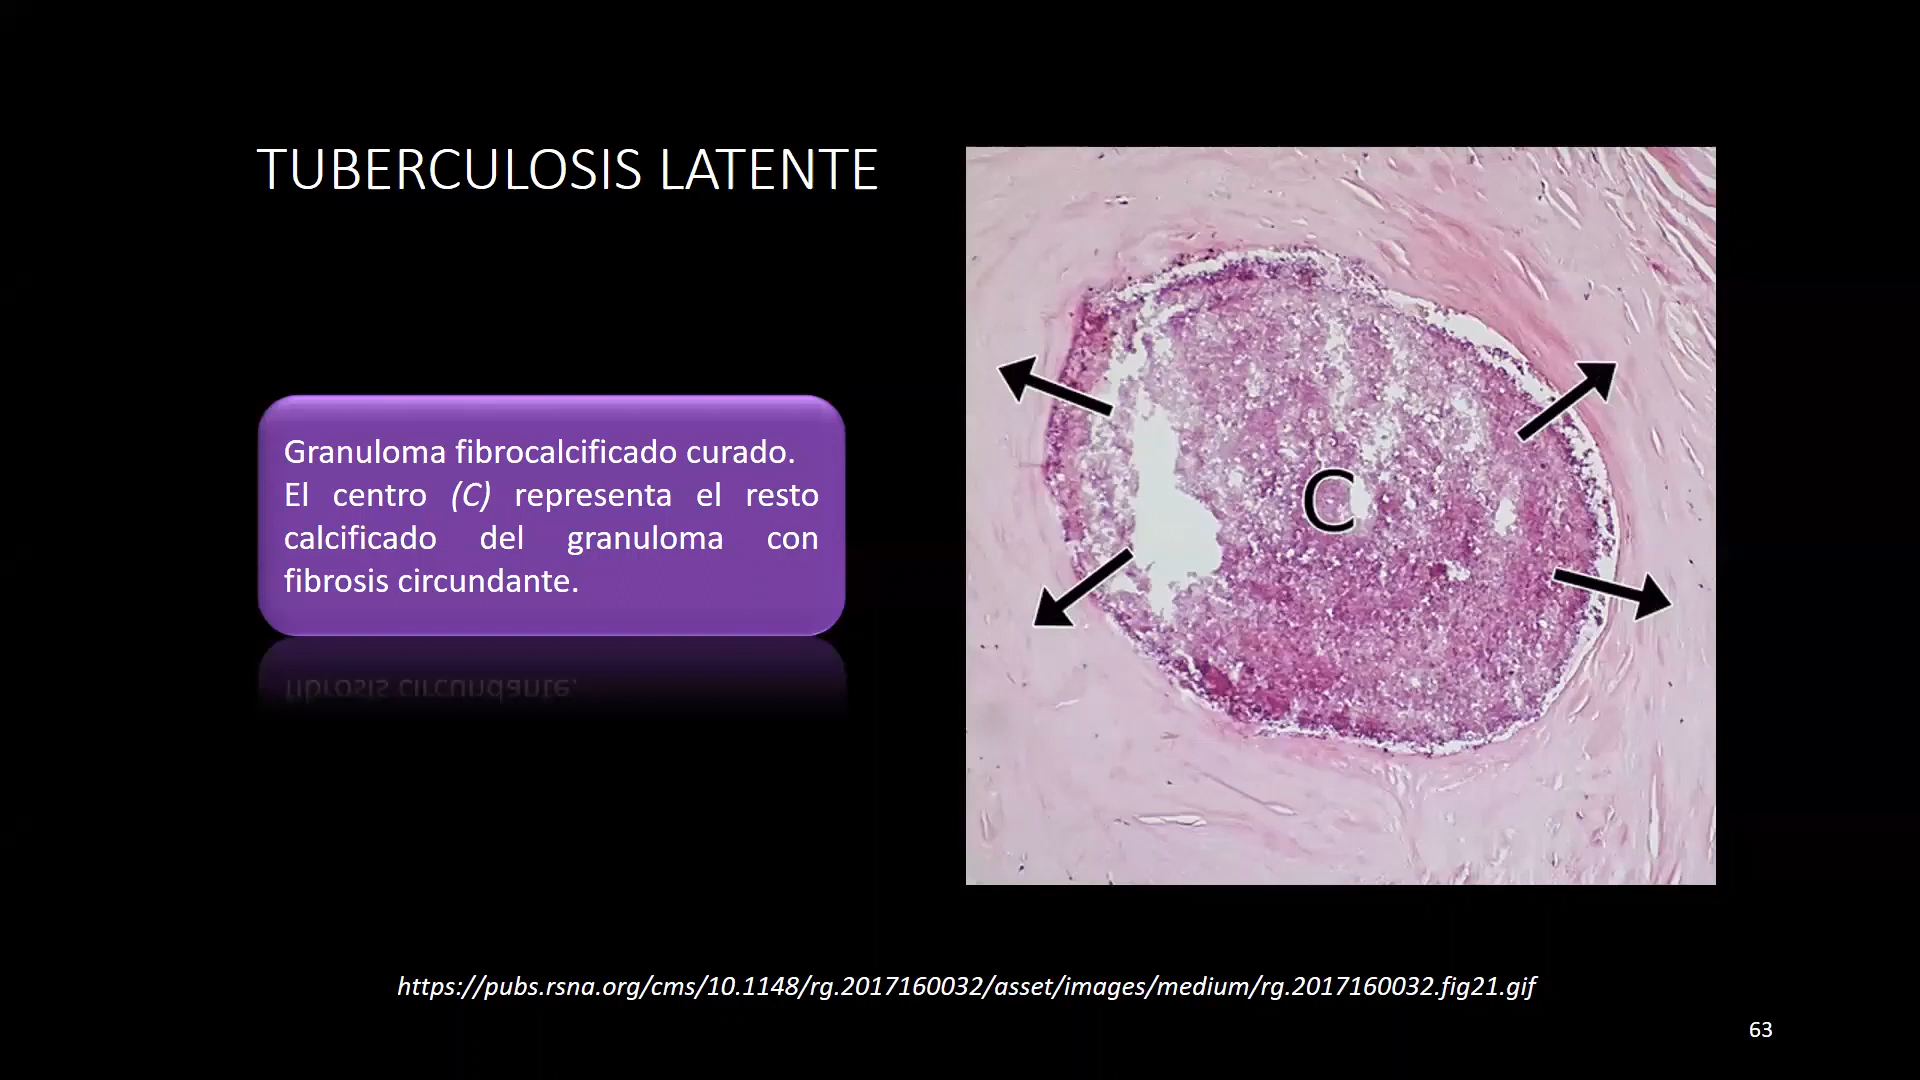 TUBERCULOSIS LATENTE
Granuloma fibrocalcificado curado.
El centro (C) representa el resto
calcificado del granuloma con
fibrosis circundante.
C
https://pubs.rsna.org/cms/10.1148/rg.2017160032/asset/images/medium/rg.2017160032.fig21.gif
63